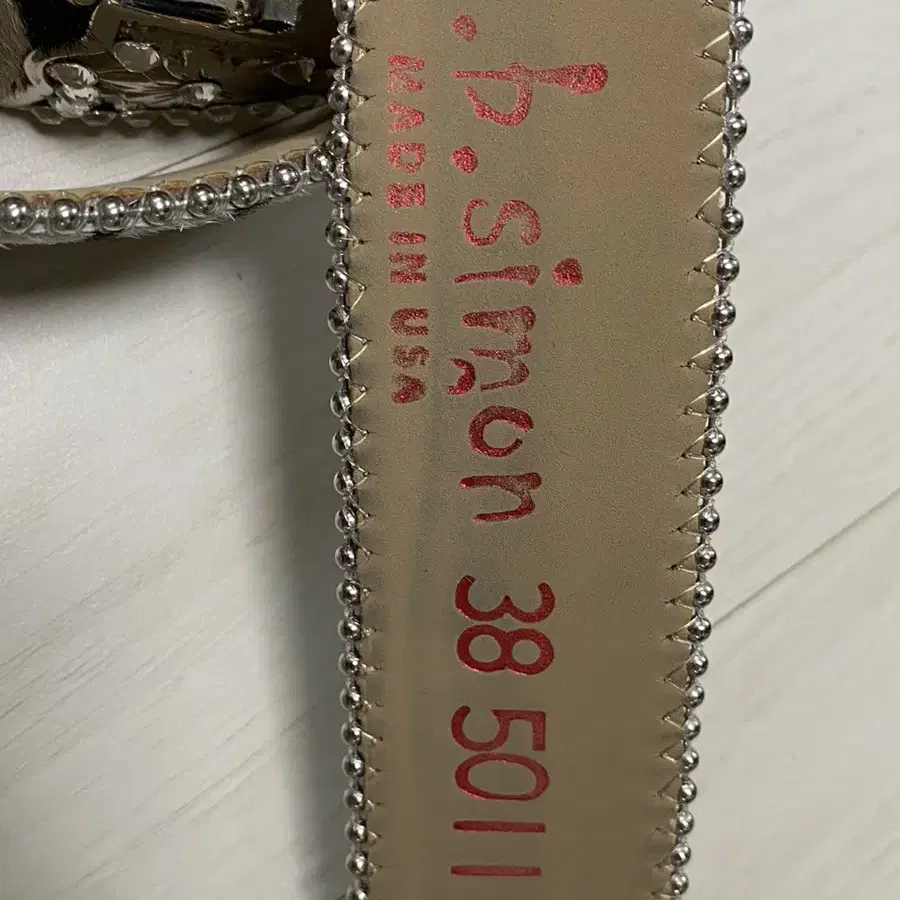 .b.simon 38 5011
MADE IN USA